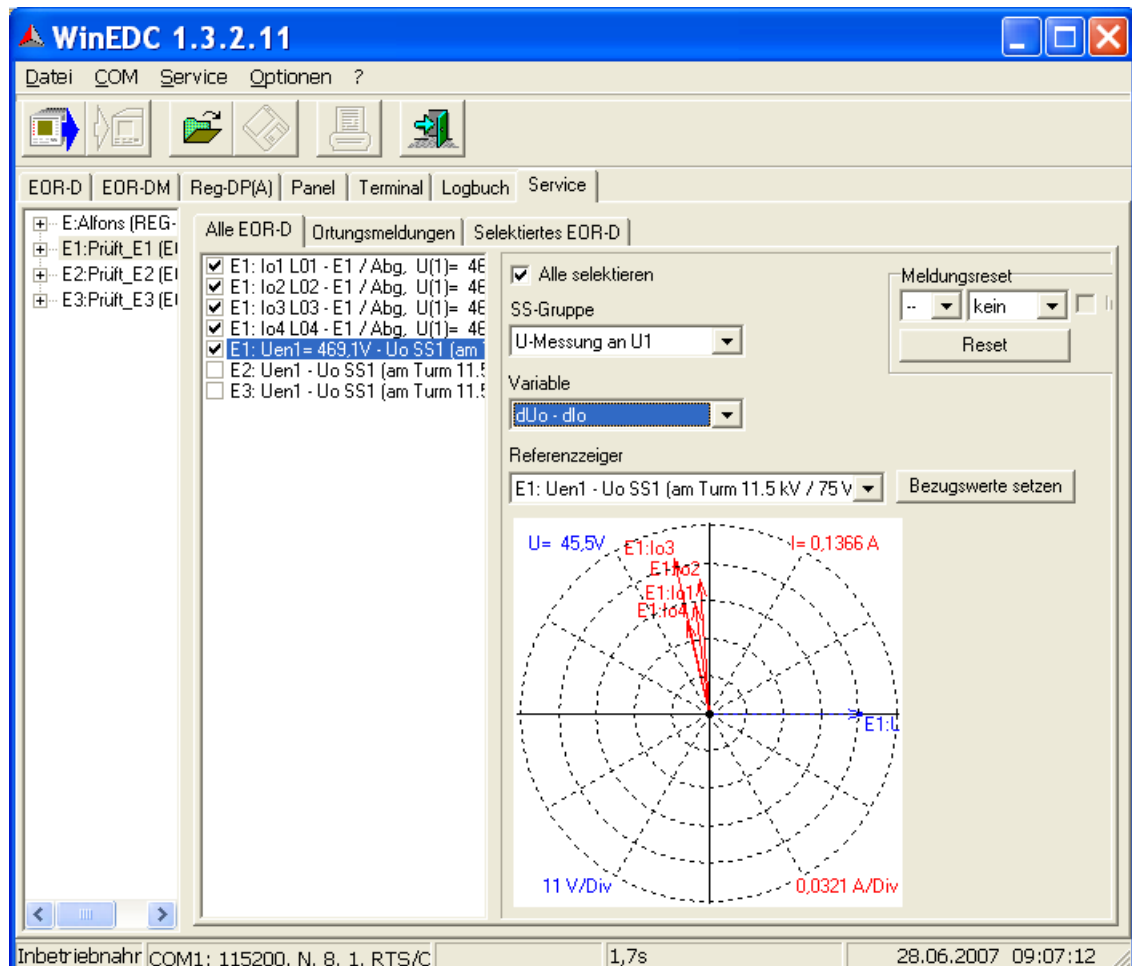 WinEDC 1.3.2.11
Datei COM Service Optionen ?
EOR-D EOR-DM Reg-DP(A) Panel Terminal Logbuch Service
E:Alfons (REG-
E1:Prüft_E1 (E
E2:Prüft_E2 (E
E3:Prüft_E3 (E
Alle EOR-D Ortungsmeldungen Selektiertes EOR-D
E1: Io1 L01 - E1 / Abg, U(1)= 46
E1: Io2 L02 - E1 / Abg, U(1)= 46
E1: Io3 L03 - E1 / Abg, U(1)= 46
E1: Io4 L04 - E1 / Abg, U(1)= 46
E1: Uen1= 469,1V - Uo SS1 (am
E2: Uen1 - Uo SS1 (am Turm 11.5
E3: Uen1 - Uo SS1 (am Turm 11.5
Alle selektieren
SS-Gruppe
U-Messung an U1
Variable
dUo - dIo
Referenzzeiger
E1: Uen1 - Uo SS1 (am Turm 11.5 kV / 75 V
Bezugswerte setzen
Meldungsreset
-- kein
Reset
U= 45,5V
I= 0,1366 A
E1:Io3
E1:Io2
E1:Io1
E1:Io4
E1:U
11 V/Div
0,0321 A/Div
Inbetriebnahr COM1: 115200, N, 8, 1, RTS/C 1,7s 28.06.2007 09:07:12